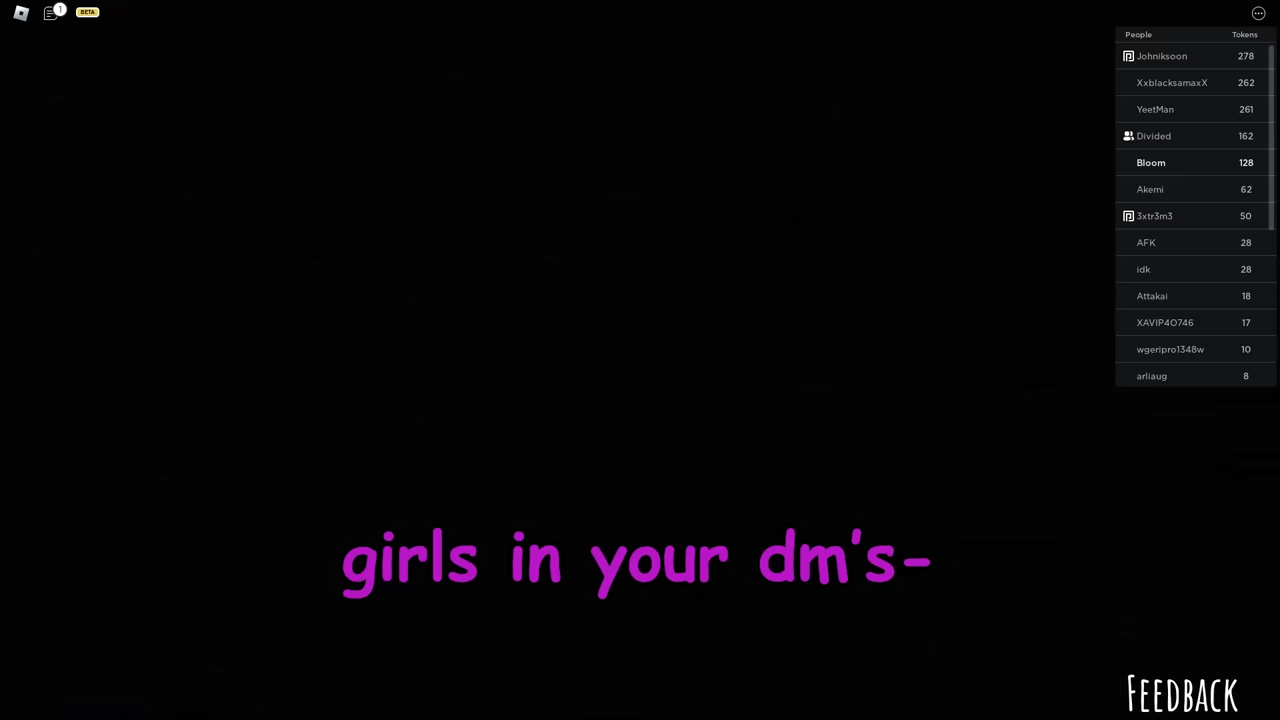 1
BETA
People Tokens
Johniksoon 278
XxblacksamaxX 262
YeetMan 261
Divided 162
Bloom 128
Akemi 62
3xtr3m3 50
AFK 28
idk 28
Attakai 18
XAVIP4O746 17
wgeripro1348w 10
arliaug 8
girls in your dm's-
FEEDBACK